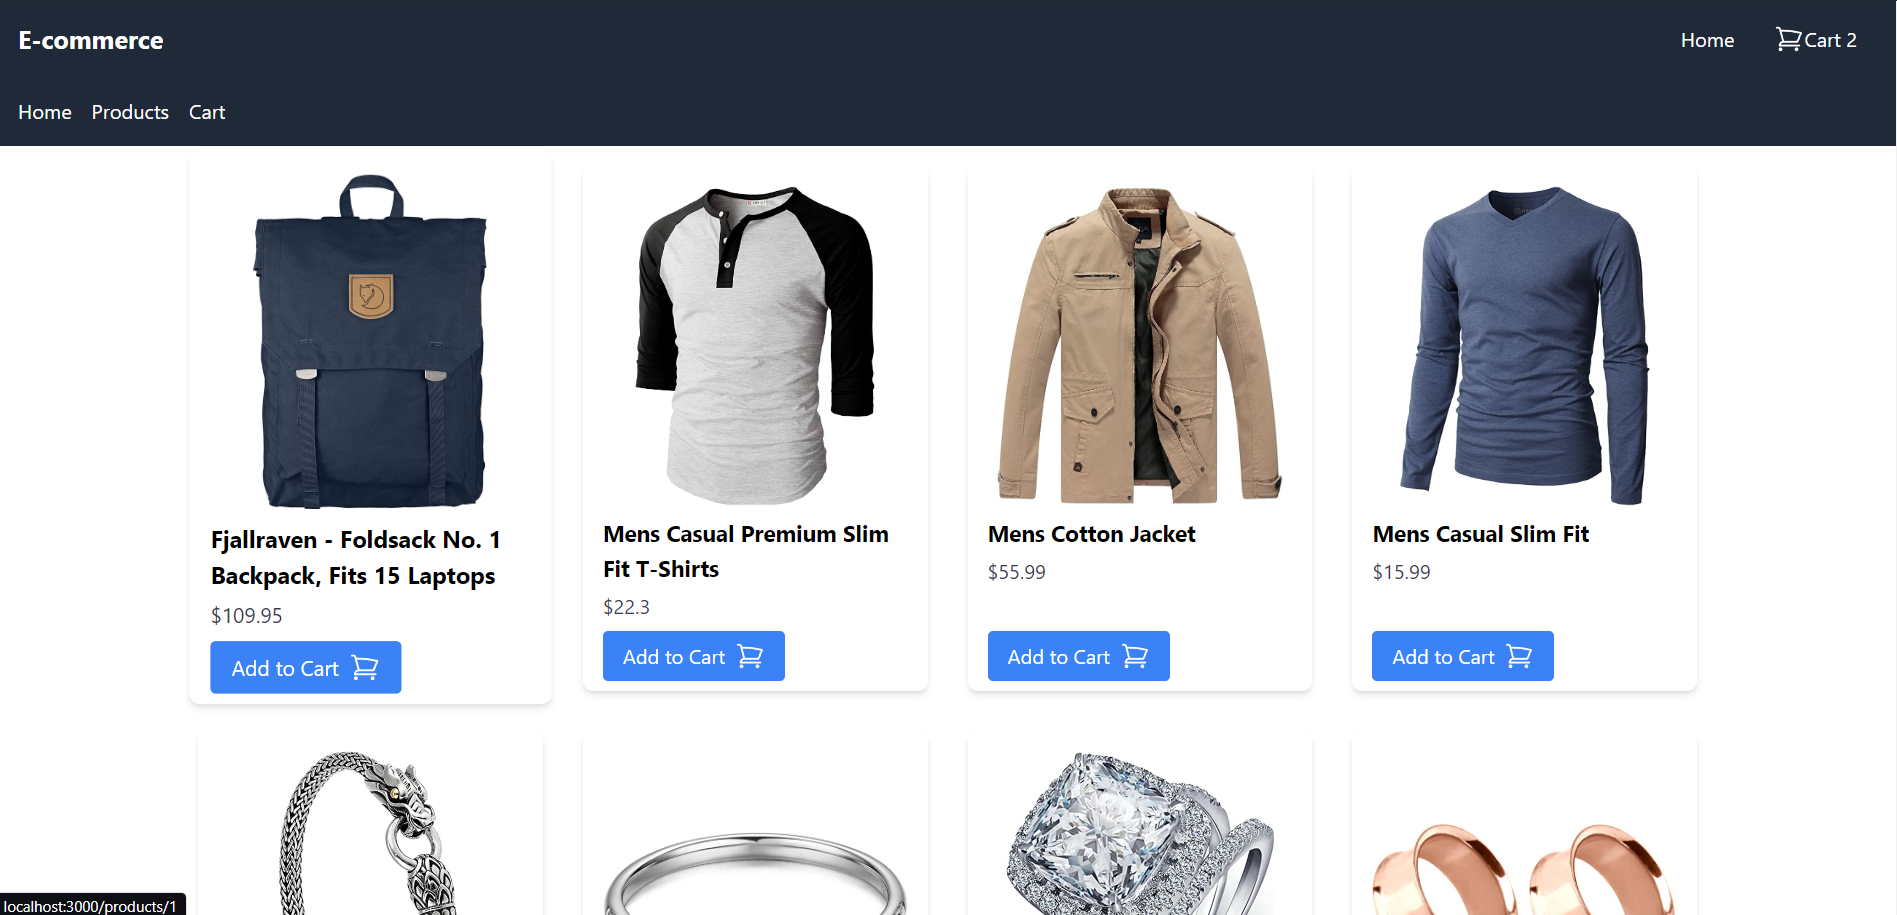 E-commerce
Home
Cart 2
Home
Products
Cart
Fjallraven - Foldsack No. 1
Backpack, Fits 15 Laptops
$109.95
Add to Cart
Mens Casual Premium Slim
Fit T-Shirts
$22.3
Add to Cart
Mens Cotton Jacket
$55.99
Add to Cart
Mens Casual Slim Fit
$15.99
Add to Cart
localhost:3000/products/1